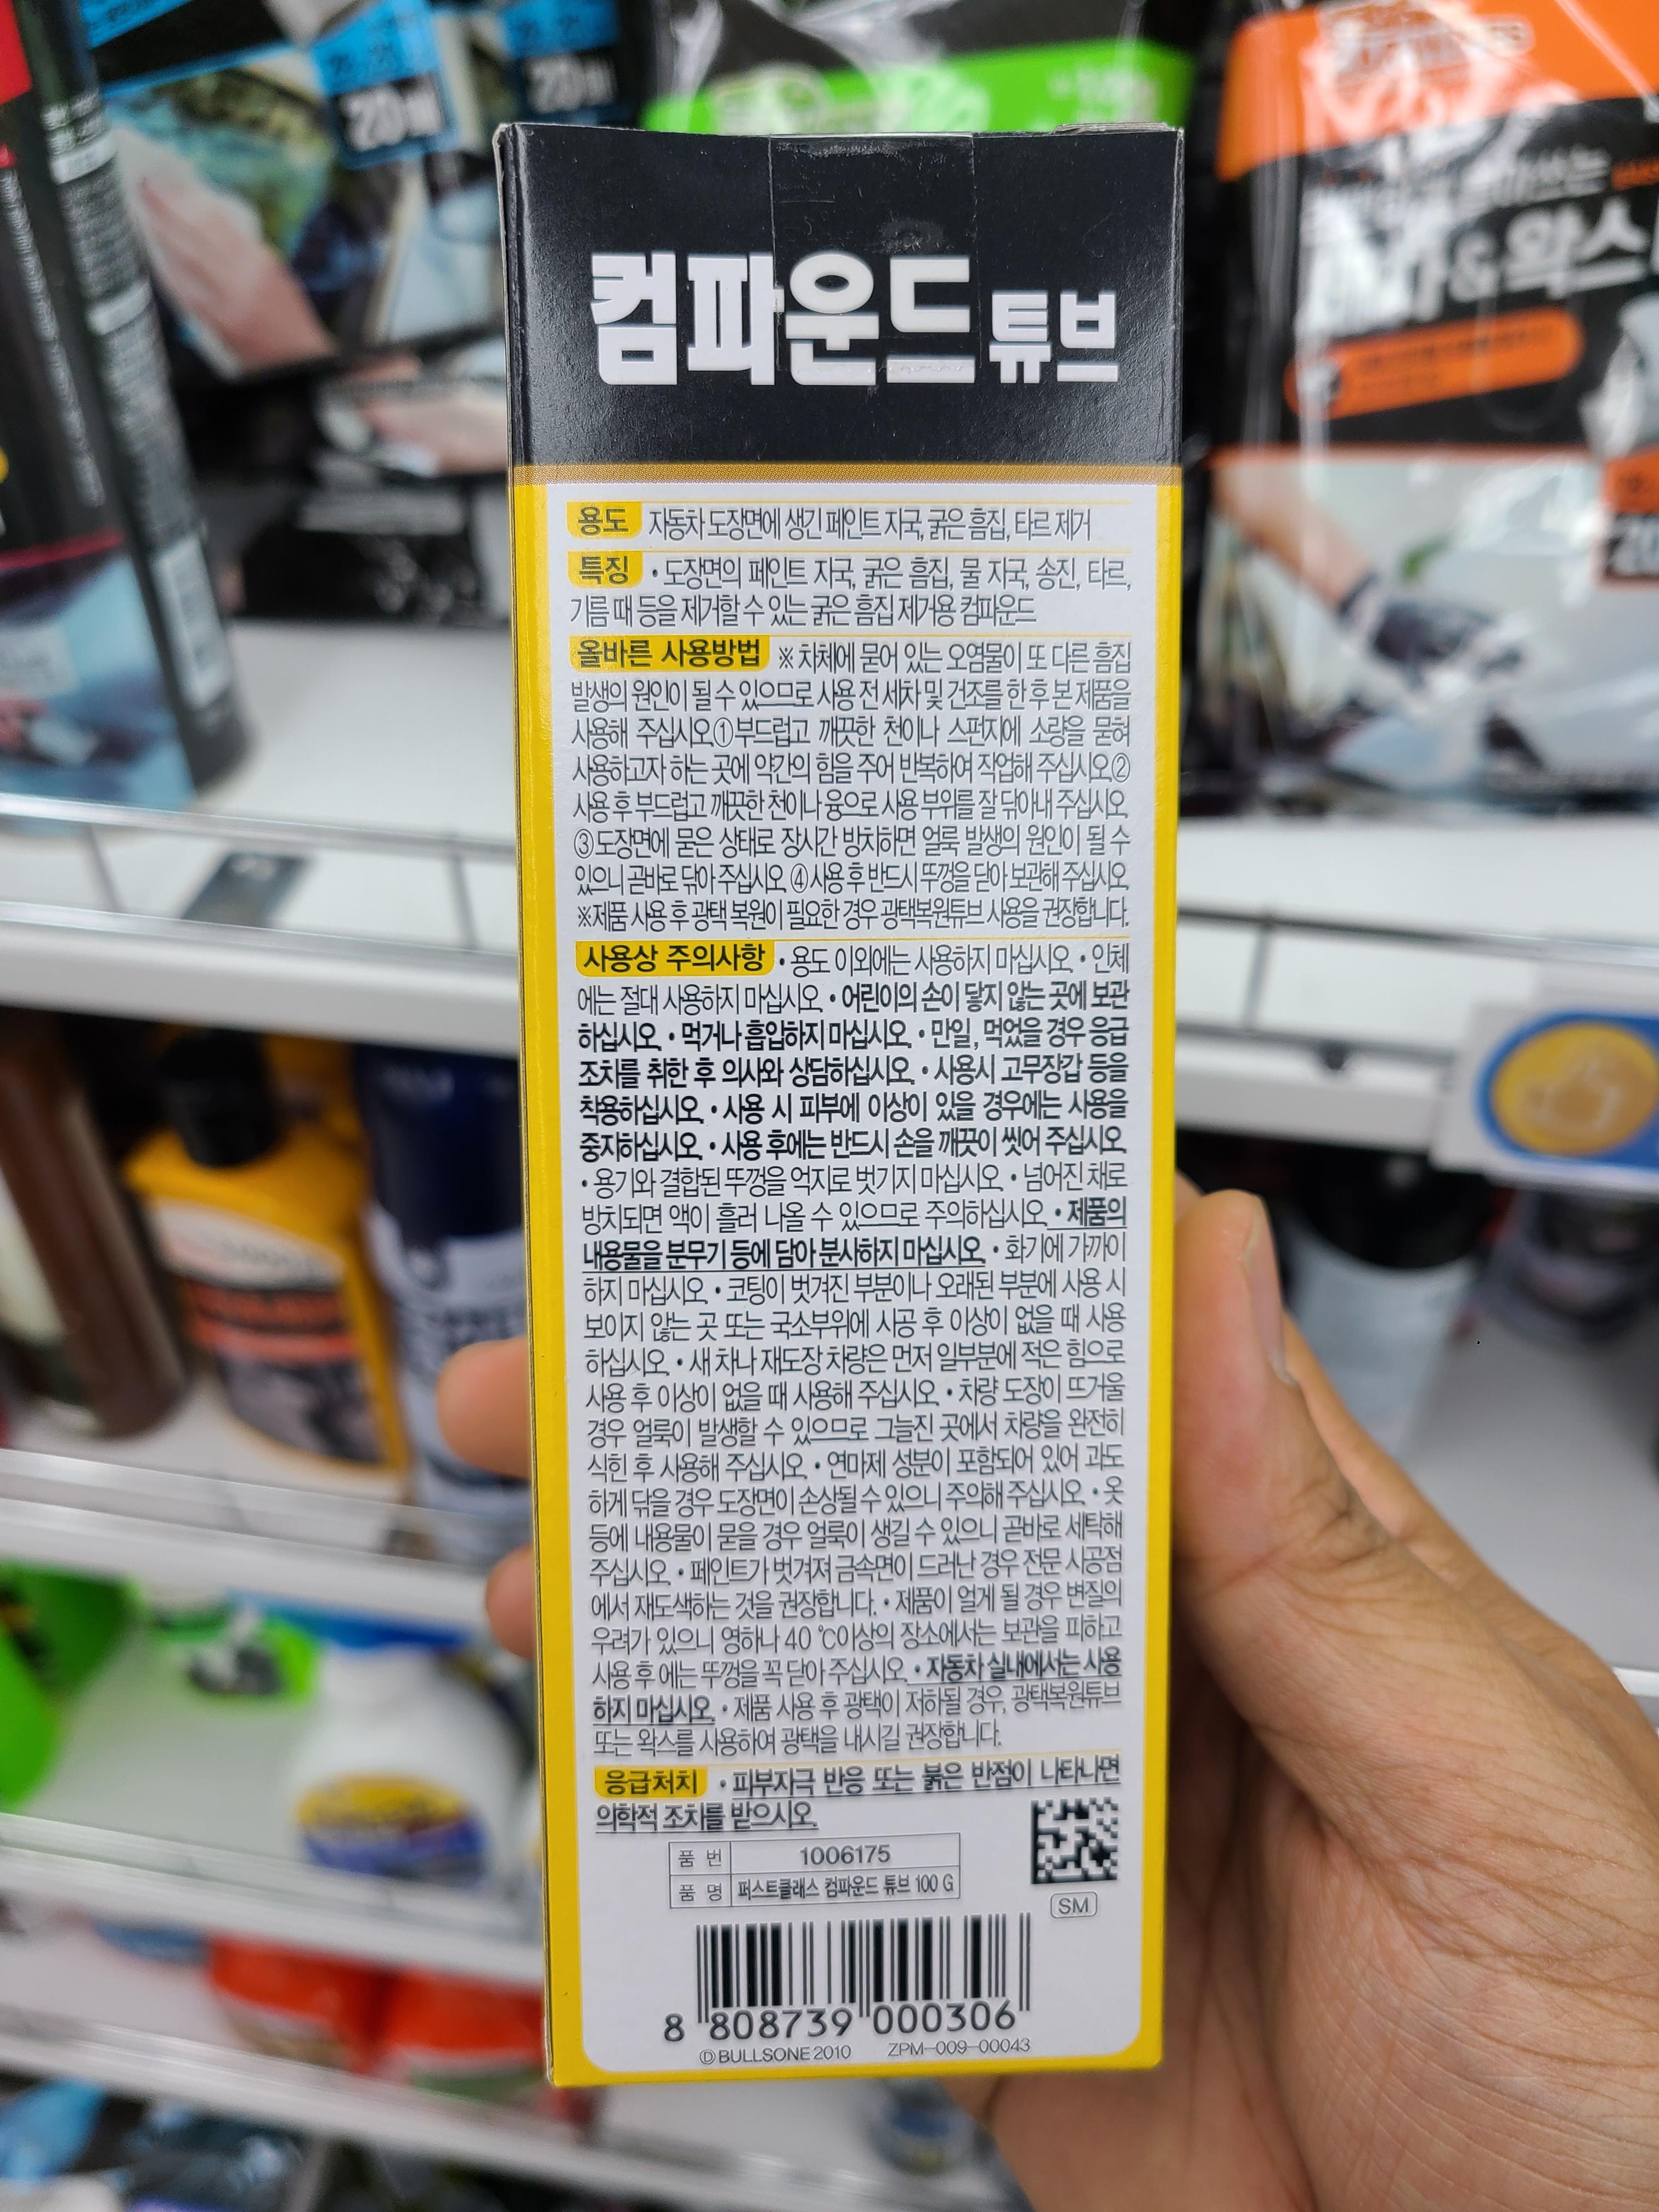 컴파운드 튜브
용도 자동차 도장면에 생긴 페인트 자국, 굵은 흠집, 타르 제거
특징 • 도장면의 페인트 자국, 굵은 흠집, 물 자국, 송진, 타르,
기름 때 등을 제거할 수 있는 굵은 흠집 제거용 컴파운드
올바른 사용방법 ※ 차체에 묻어 있는 오염물이 또 다른 흠집
발생의 원인이 될 수 있으므로 사용 전 세차 및 건조를 한 후 본 제품을
사용해 주십시오.①부드럽고 깨끗한 천이나 스펀지에 소량을 묻혀
사용하고자 하는 곳에 약간의 힘을 주어 반복하여 작업해 주십시오.②
사용 후 부드럽고 깨끗한 천이나 융으로 사용 부위를 잘 닦아내 주십시오.
③도장면에 묻은 상태로 장시간 방치하면 얼룩 발생의 원인이 될 수
있으니 곧바로 닦아 주십시오. ④사용 후 반드시 뚜껑을 닫아 보관해 주십시오.
※제품 사용 후 광택 복원이 필요한 경우 광택복원튜브 사용을 권장합니다.
사용상 주의사항 • 용도 이외에는 사용하지 마십시오. • 인체
에는 절대 사용하지 마십시오. • 어린이의 손이 닿지 않는 곳에 보관
하십시오. • 먹거나 흡입하지 마십시오. • 만일, 먹었을 경우 응급
조치를 취한 후 의사와 상담하십시오. • 사용시 고무장갑 등을
착용하십시오. • 사용 시 피부에 이상이 있을 경우에는 사용을
중지하십시오. • 사용 후에는 반드시 손을 깨끗이 씻어 주십시오.
• 용기와 결합된 뚜껑을 억지로 벗기지 마십시오. • 넘어진 채로
방치되면 액이 흘러 나올 수 있으므로 주의하십시오. • 제품의
내용물을 분무기 등에 담아 분사하지 마십시오. • 화기에 가까이
하지 마십시오. • 코팅이 벗겨진 부분이나 오래된 부분에 사용 시
보이지 않는 곳 또는 국소부위에 시공 후 이상이 없을 때 사용
하십시오. • 새 차나 재도장 차량은 먼저 일부분에 적은 힘으로
사용 후 이상이 없을 때 사용해 주십시오. • 차량 도장이 뜨거울
경우 얼룩이 발생할 수 있으므로 그늘진 곳에서 차량을 완전히
식힌 후 사용해 주십시오. • 연마제 성분이 포함되어 있어 과도
하게 닦을 경우 도장면이 손상될 수 있으니 주의해 주십시오. • 옷
등에 내용물이 묻을 경우 얼룩이 생길 수 있으니 곧바로 세탁해
주십시오. • 페인트가 벗겨져 금속면이 드러난 경우 전문 시공점
에서 재도색하는 것을 권장합니다. • 제품이 얼게 될 경우 변질의
우려가 있으니 영하나 40 ℃이상의 장소에서는 보관을 피하고
사용 후 에는 뚜껑을 꼭 닫아 주십시오. • 자동차 실내에서는 사용
하지 마십시오. • 제품 사용 후 광택이 저하될 경우, 광택복원튜브
또는 왁스를 사용하여 광택을 내시길 권장합니다.
응급처치 • 피부자극 반응 또는 붉은 반점이 나타나면
의학적 조치를 받으시오.
품 번 1006175
품 명 퍼스트클래스 컴파운드 튜브 100 G
SM
8 808739 000306
ⓒ BULLSONE 2010 ZPM-009-00043
&왁스